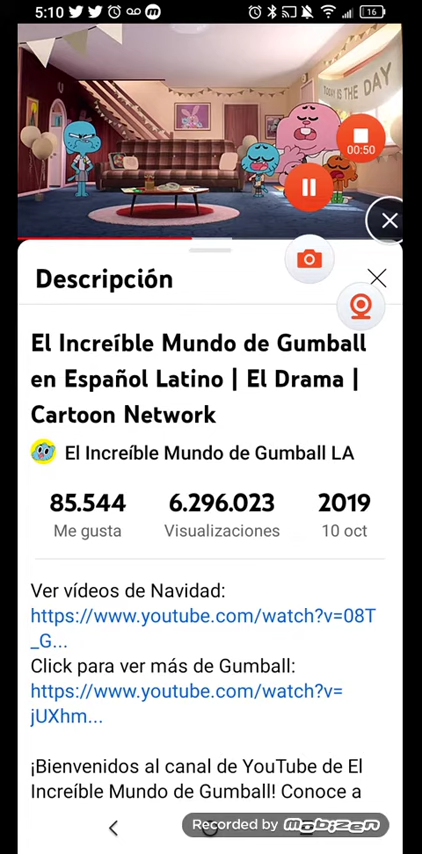 5:10
16
TODAY IS THE DAY
00:50
Descripción
El Increíble Mundo de Gumball
en Español Latino | El Drama |
Cartoon Network
El Increíble Mundo de Gumball LA
85.544 6.296.023 2019
Me gusta Visualizaciones 10 oct
Ver vídeos de Navidad:
https://www.youtube.com/watch?v=08T
_G...
Click para ver más de Gumball:
https://www.youtube.com/watch?v=
jUXhm...
¡Bienvenidos al canal de YouTube de El
Increíble Mundo de Gumball! Conoce a
Recorded by mobizen